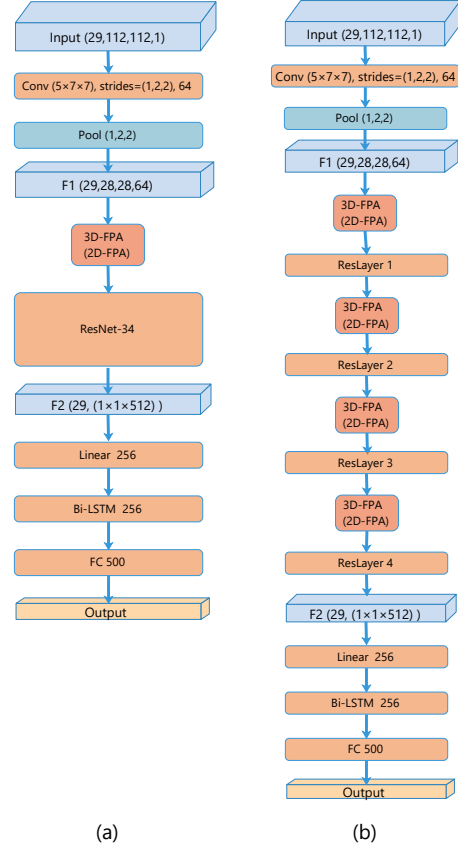 Input (29,112,112,1)
Conv (5×7×7), strides=(1,2,2), 64
Pool (1,2,2)
F1 (29,28,28,64)
3D-FPA
(2D-FPA)
ResNet-34
F2 (29, (1×1×512) )
Linear 256
Bi-LSTM 256
FC 500
Output
(a)
Input (29,112,112,1)
Conv (5×7×7), strides=(1,2,2), 64
Pool (1,2,2)
F1 (29,28,28,64)
3D-FPA
(2D-FPA)
ResLayer 1
3D-FPA
(2D-FPA)
ResLayer 2
3D-FPA
(2D-FPA)
ResLayer 3
3D-FPA
(2D-FPA)
ResLayer 4
F2 (29, (1×1×512) )
Linear 256
Bi-LSTM 256
FC 500
Output
(b)